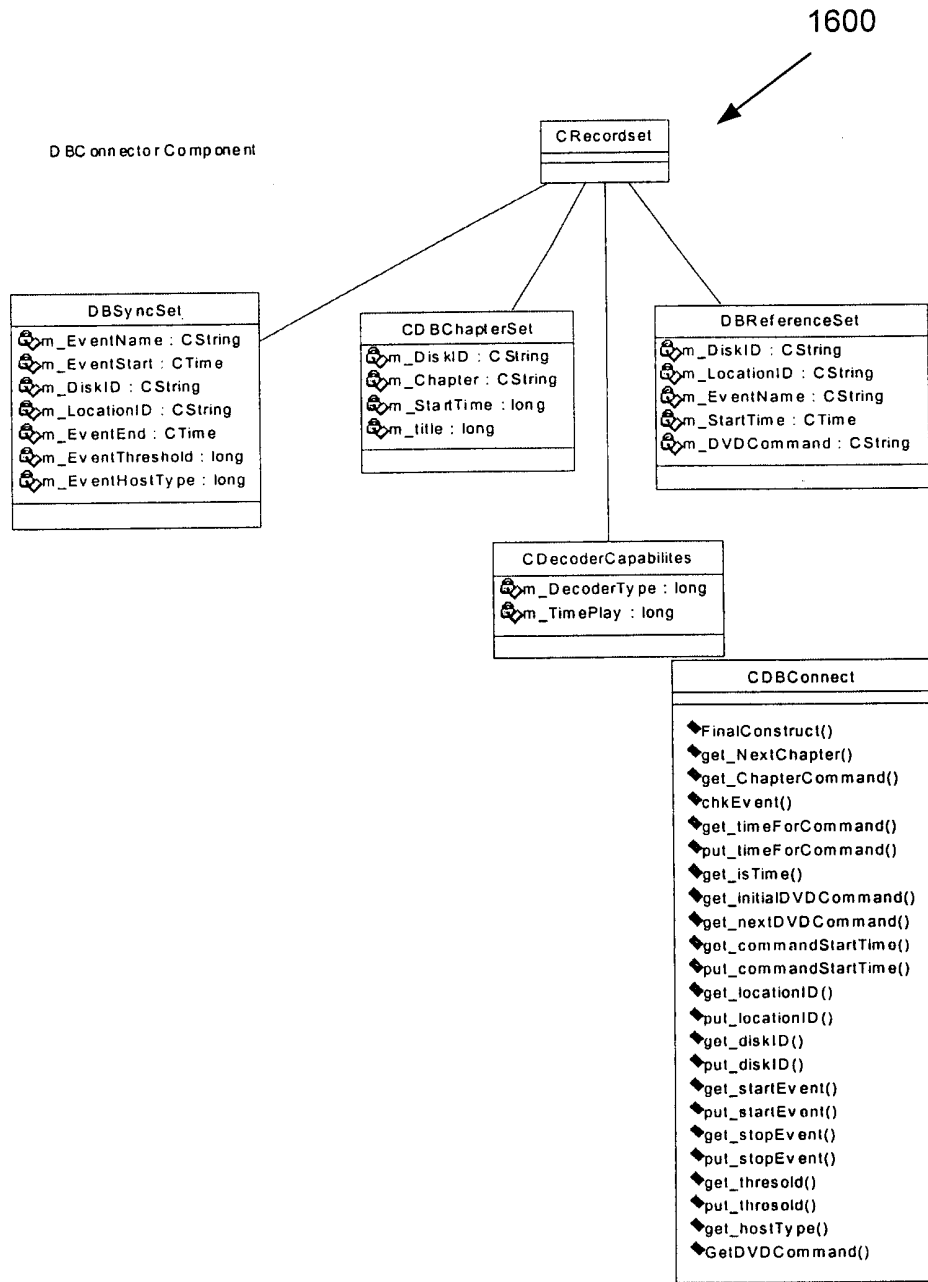 1600
DBConnectorComponent
CRecordset
DBSyncSet
m_EventName : CString
m_EventStart : CTime
m_DiskID : CString
m_LocationID : CString
m_EventEnd : CTime
m_EventThreshold : long
m_EventHostType : long
CDBChapterSet
m_DiskID : CString
m_Chapter : CString
m_StartTime : long
m_title : long
DBReferenceSet
m_DiskID : CString
m_LocationID : CString
m_EventName : CString
m_StartTime : CTime
m_DVDCommand : CString
CDecoderCapabilites
m_DecoderType : long
m_TimePlay : long
CDBConnect
FinalConstruct()
get_NextChapter()
get_ChapterCommand()
chkEvent()
get_timeForCommand()
put_timeForCommand()
get_isTime()
get_initialDVDCommand()
get_nextDVDCommand()
get_commandStartTime()
put_commandStartTime()
get_locationID()
put_locationID()
get_diskID()
put_diskID()
get_startEvent()
put_startEvent()
get_stopEvent()
put_stopEvent()
get_thresold()
put_thresold()
get_hostType()
GetDVDCommand()